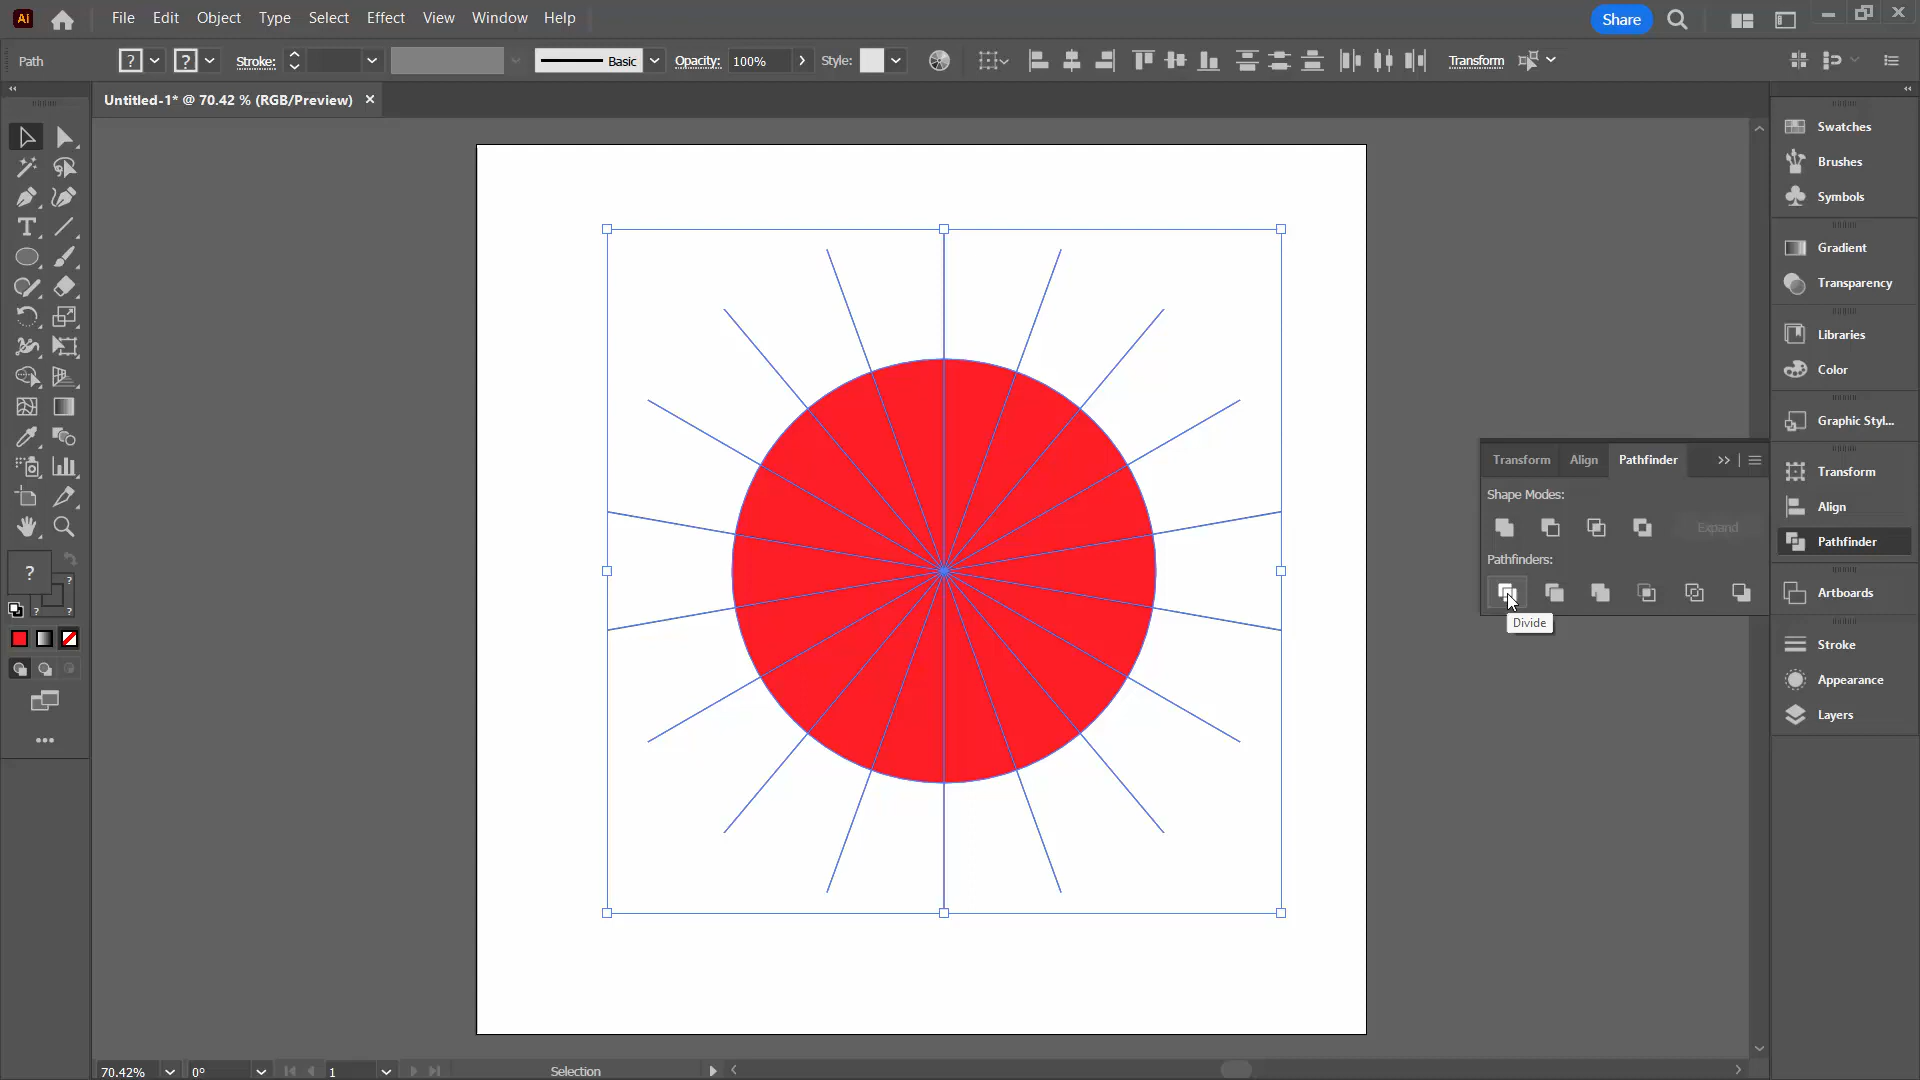 Ai
File Edit Object Type Select Effect View Window Help
Share
Path
?
?
Stroke:
Basic
Opacity:
100%
Style:
Transform
Untitled-1* @ 70.42 % (RGB/Preview)
Swatches
Brushes
Symbols
Gradient
Transparency
Libraries
Color
Graphic Styl...
Transform
Align
Pathfinder
Artboards
Stroke
Appearance
Layers
Transform Align Pathfinder
Shape Modes:
Expand
Pathfinders:
Divide
T
?
?
?
?
70.42%
0°
1
Selection